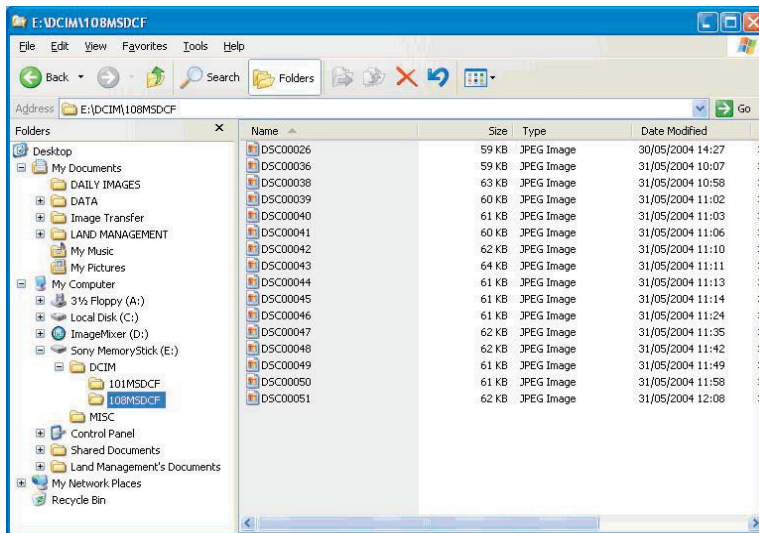 E:\DCIM\108MSDCF
File Edit View Favorites Tools Help
Back Search Folders
Address E:\DCIM\108MSDCF Go
Folders x
Desktop
My Documents
DAILY IMAGES
DATA
Image Transfer
LAND MANAGEMENT
My Music
My Pictures
My Computer
3½ Floppy (A:)
Local Disk (C:)
ImageMixer (D:)
Sony MemoryStick (E:)
DCIM
101MSDCF
108MSDCF
MISC
Control Panel
Shared Documents
Land Management's Documents
My Network Places
Recycle Bin
Name Size Type Date Modified
DSC00026 59 KB JPEG Image 30/05/2004 14:27
DSC00036 59 KB JPEG Image 31/05/2004 10:07
DSC00038 63 KB JPEG Image 31/05/2004 10:58
DSC00039 60 KB JPEG Image 31/05/2004 11:02
DSC00040 61 KB JPEG Image 31/05/2004 11:03
DSC00041 60 KB JPEG Image 31/05/2004 11:06
DSC00042 62 KB JPEG Image 31/05/2004 11:10
DSC00043 64 KB JPEG Image 31/05/2004 11:11
DSC00044 61 KB JPEG Image 31/05/2004 11:13
DSC00045 61 KB JPEG Image 31/05/2004 11:14
DSC00046 61 KB JPEG Image 31/05/2004 11:24
DSC00047 62 KB JPEG Image 31/05/2004 11:35
DSC00048 62 KB JPEG Image 31/05/2004 11:42
DSC00049 61 KB JPEG Image 31/05/2004 11:49
DSC00050 61 KB JPEG Image 31/05/2004 11:58
DSC00051 62 KB JPEG Image 31/05/2004 12:08